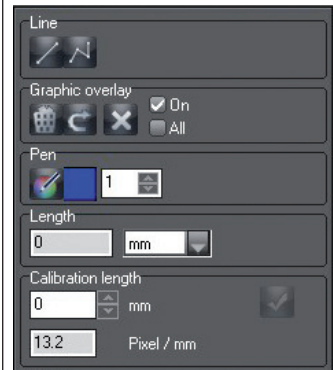 Line
Graphic overlay
On
All
Pen
1
Length
0 mm
Calibration length
0 mm
13.2 Pixel / mm